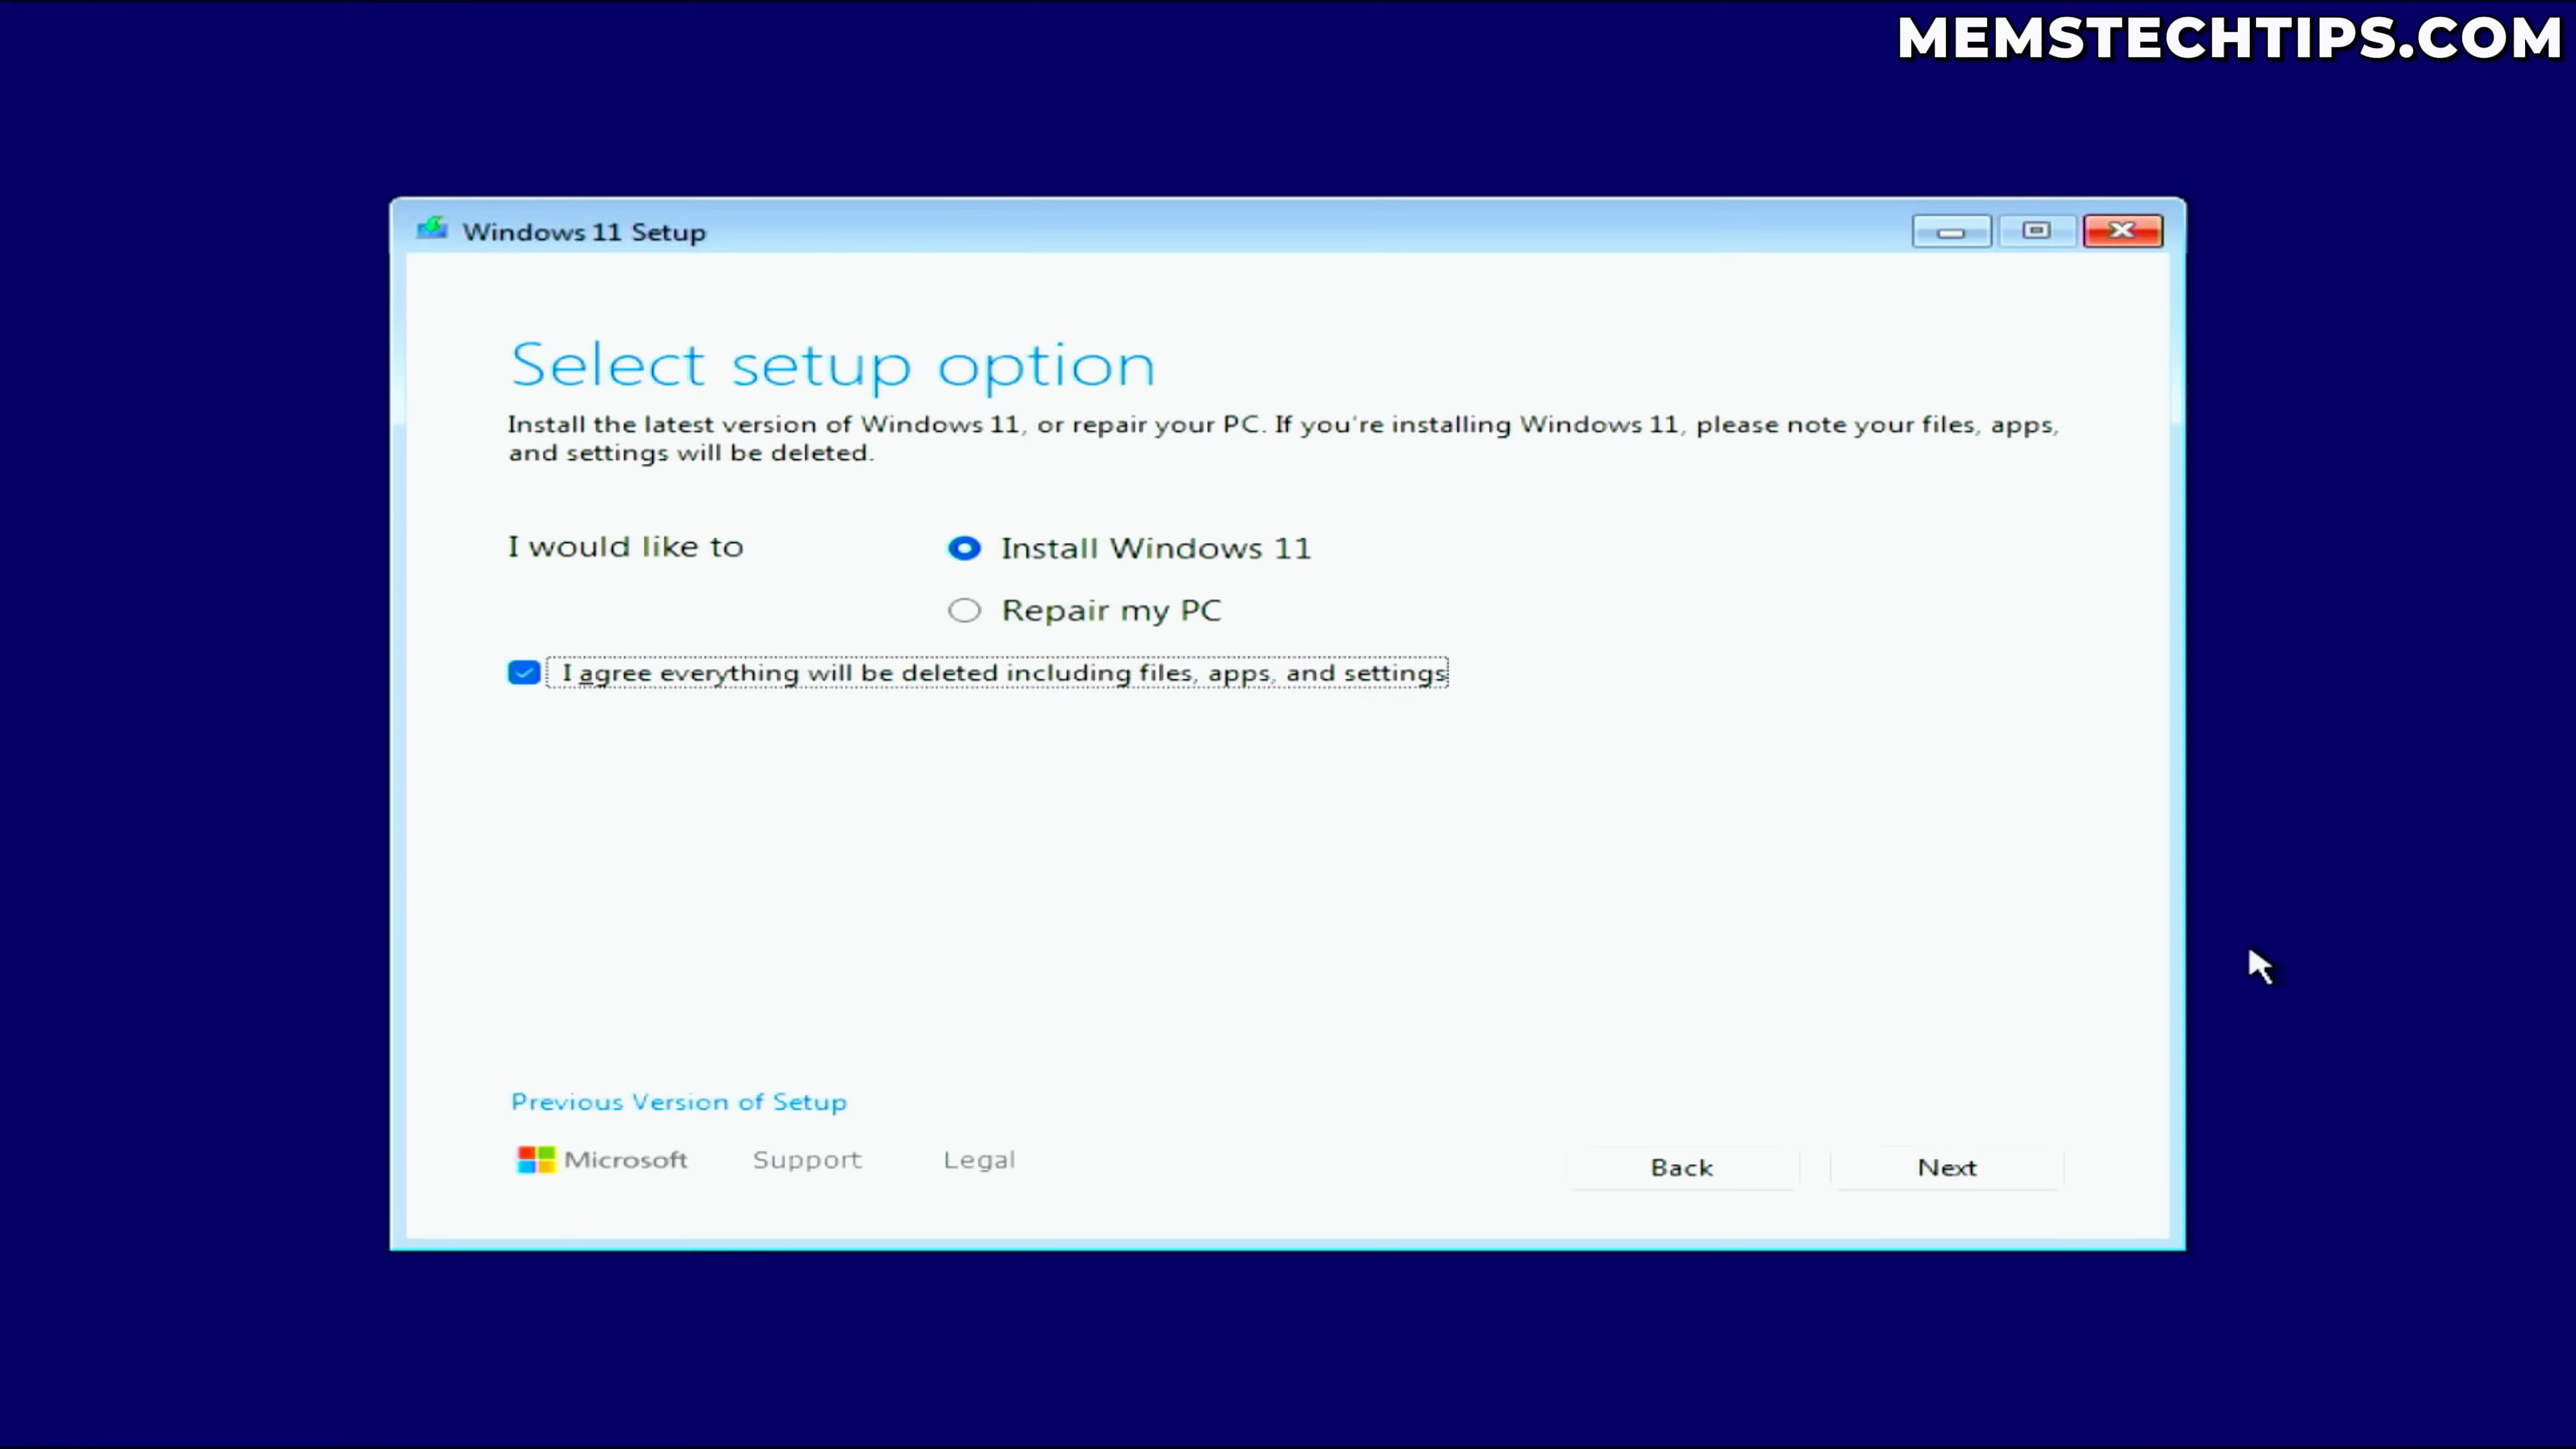 MEMSTECHTIPS.COM
Windows 11 Setup
Select setup option
Install the latest version of Windows 11, or repair your PC. If you're installing Windows 11, please note your files, apps,
and settings will be deleted.
I would like to
Install Windows 11
Repair my PC
I agree everything will be deleted including files, apps, and settings
Previous Version of Setup
Microsoft Support Legal
Back Next